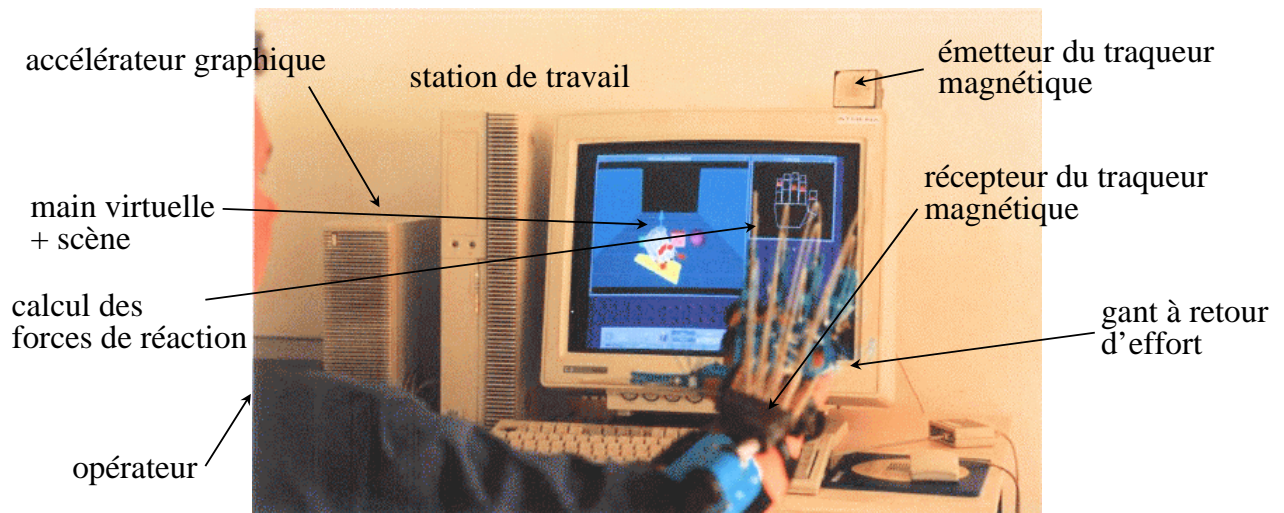 accélérateur graphique
station de travail
émetteur du traqueur
magnétique
main virtuelle
+ scène
récepteur du traqueur
magnétique
calcul des
forces de réaction
gant à retour
d’effort
opérateur